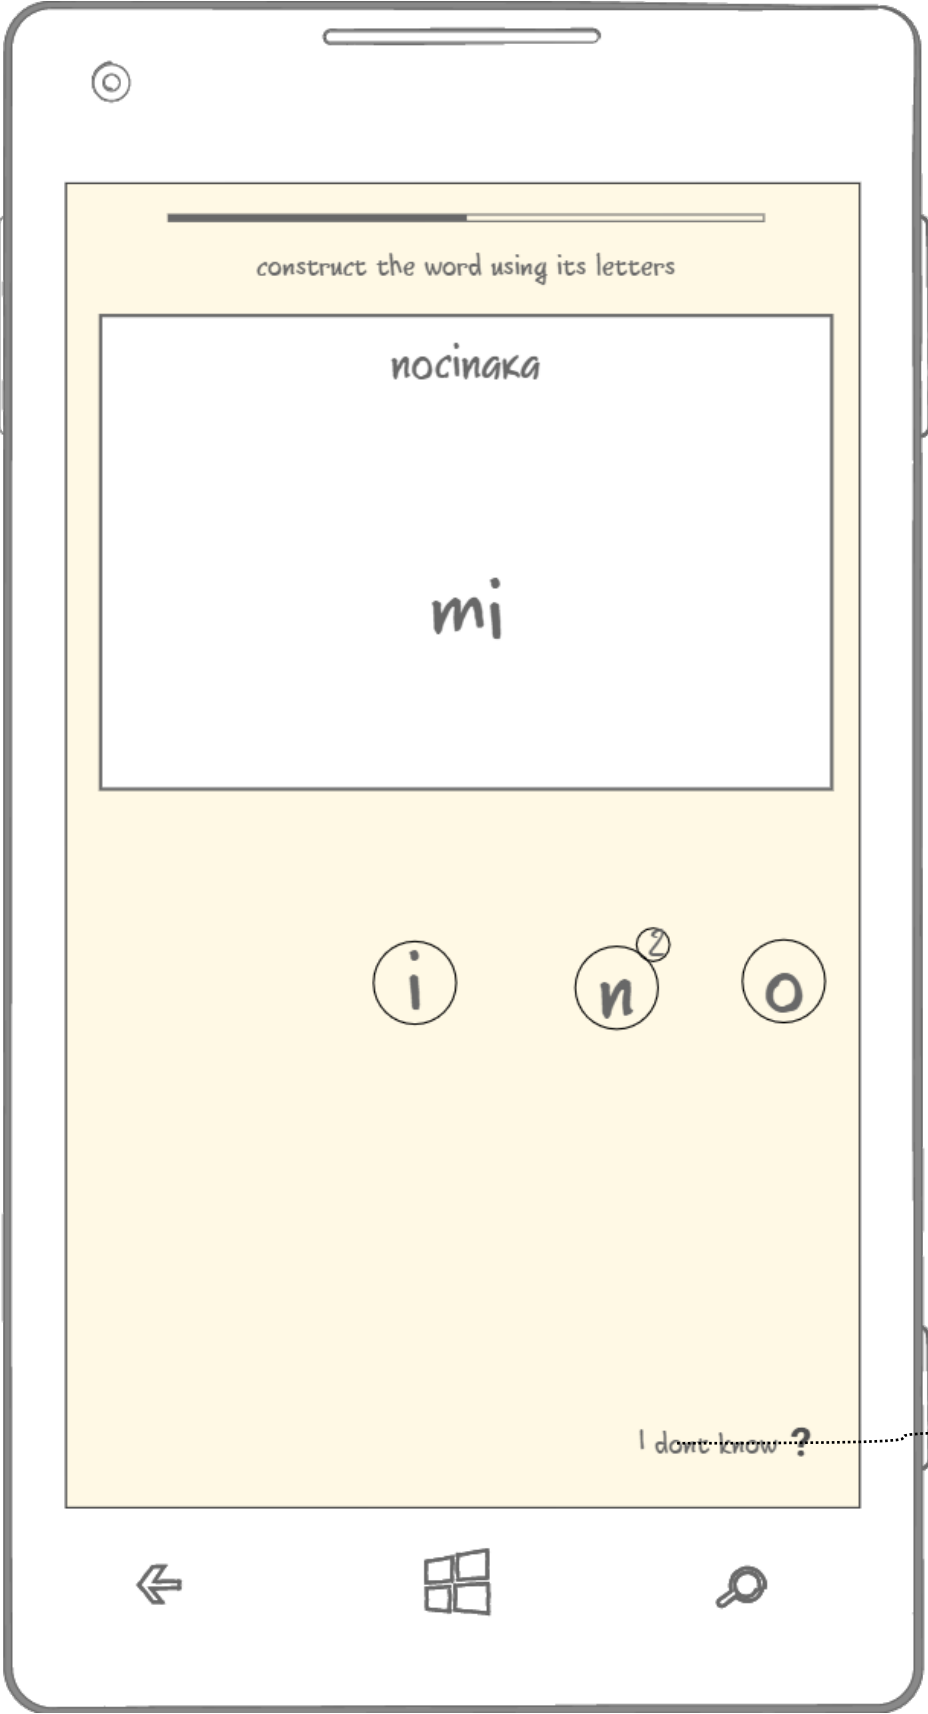 construct the word using its letters
nocinaka
mi
i n 2 o
I dont know ?